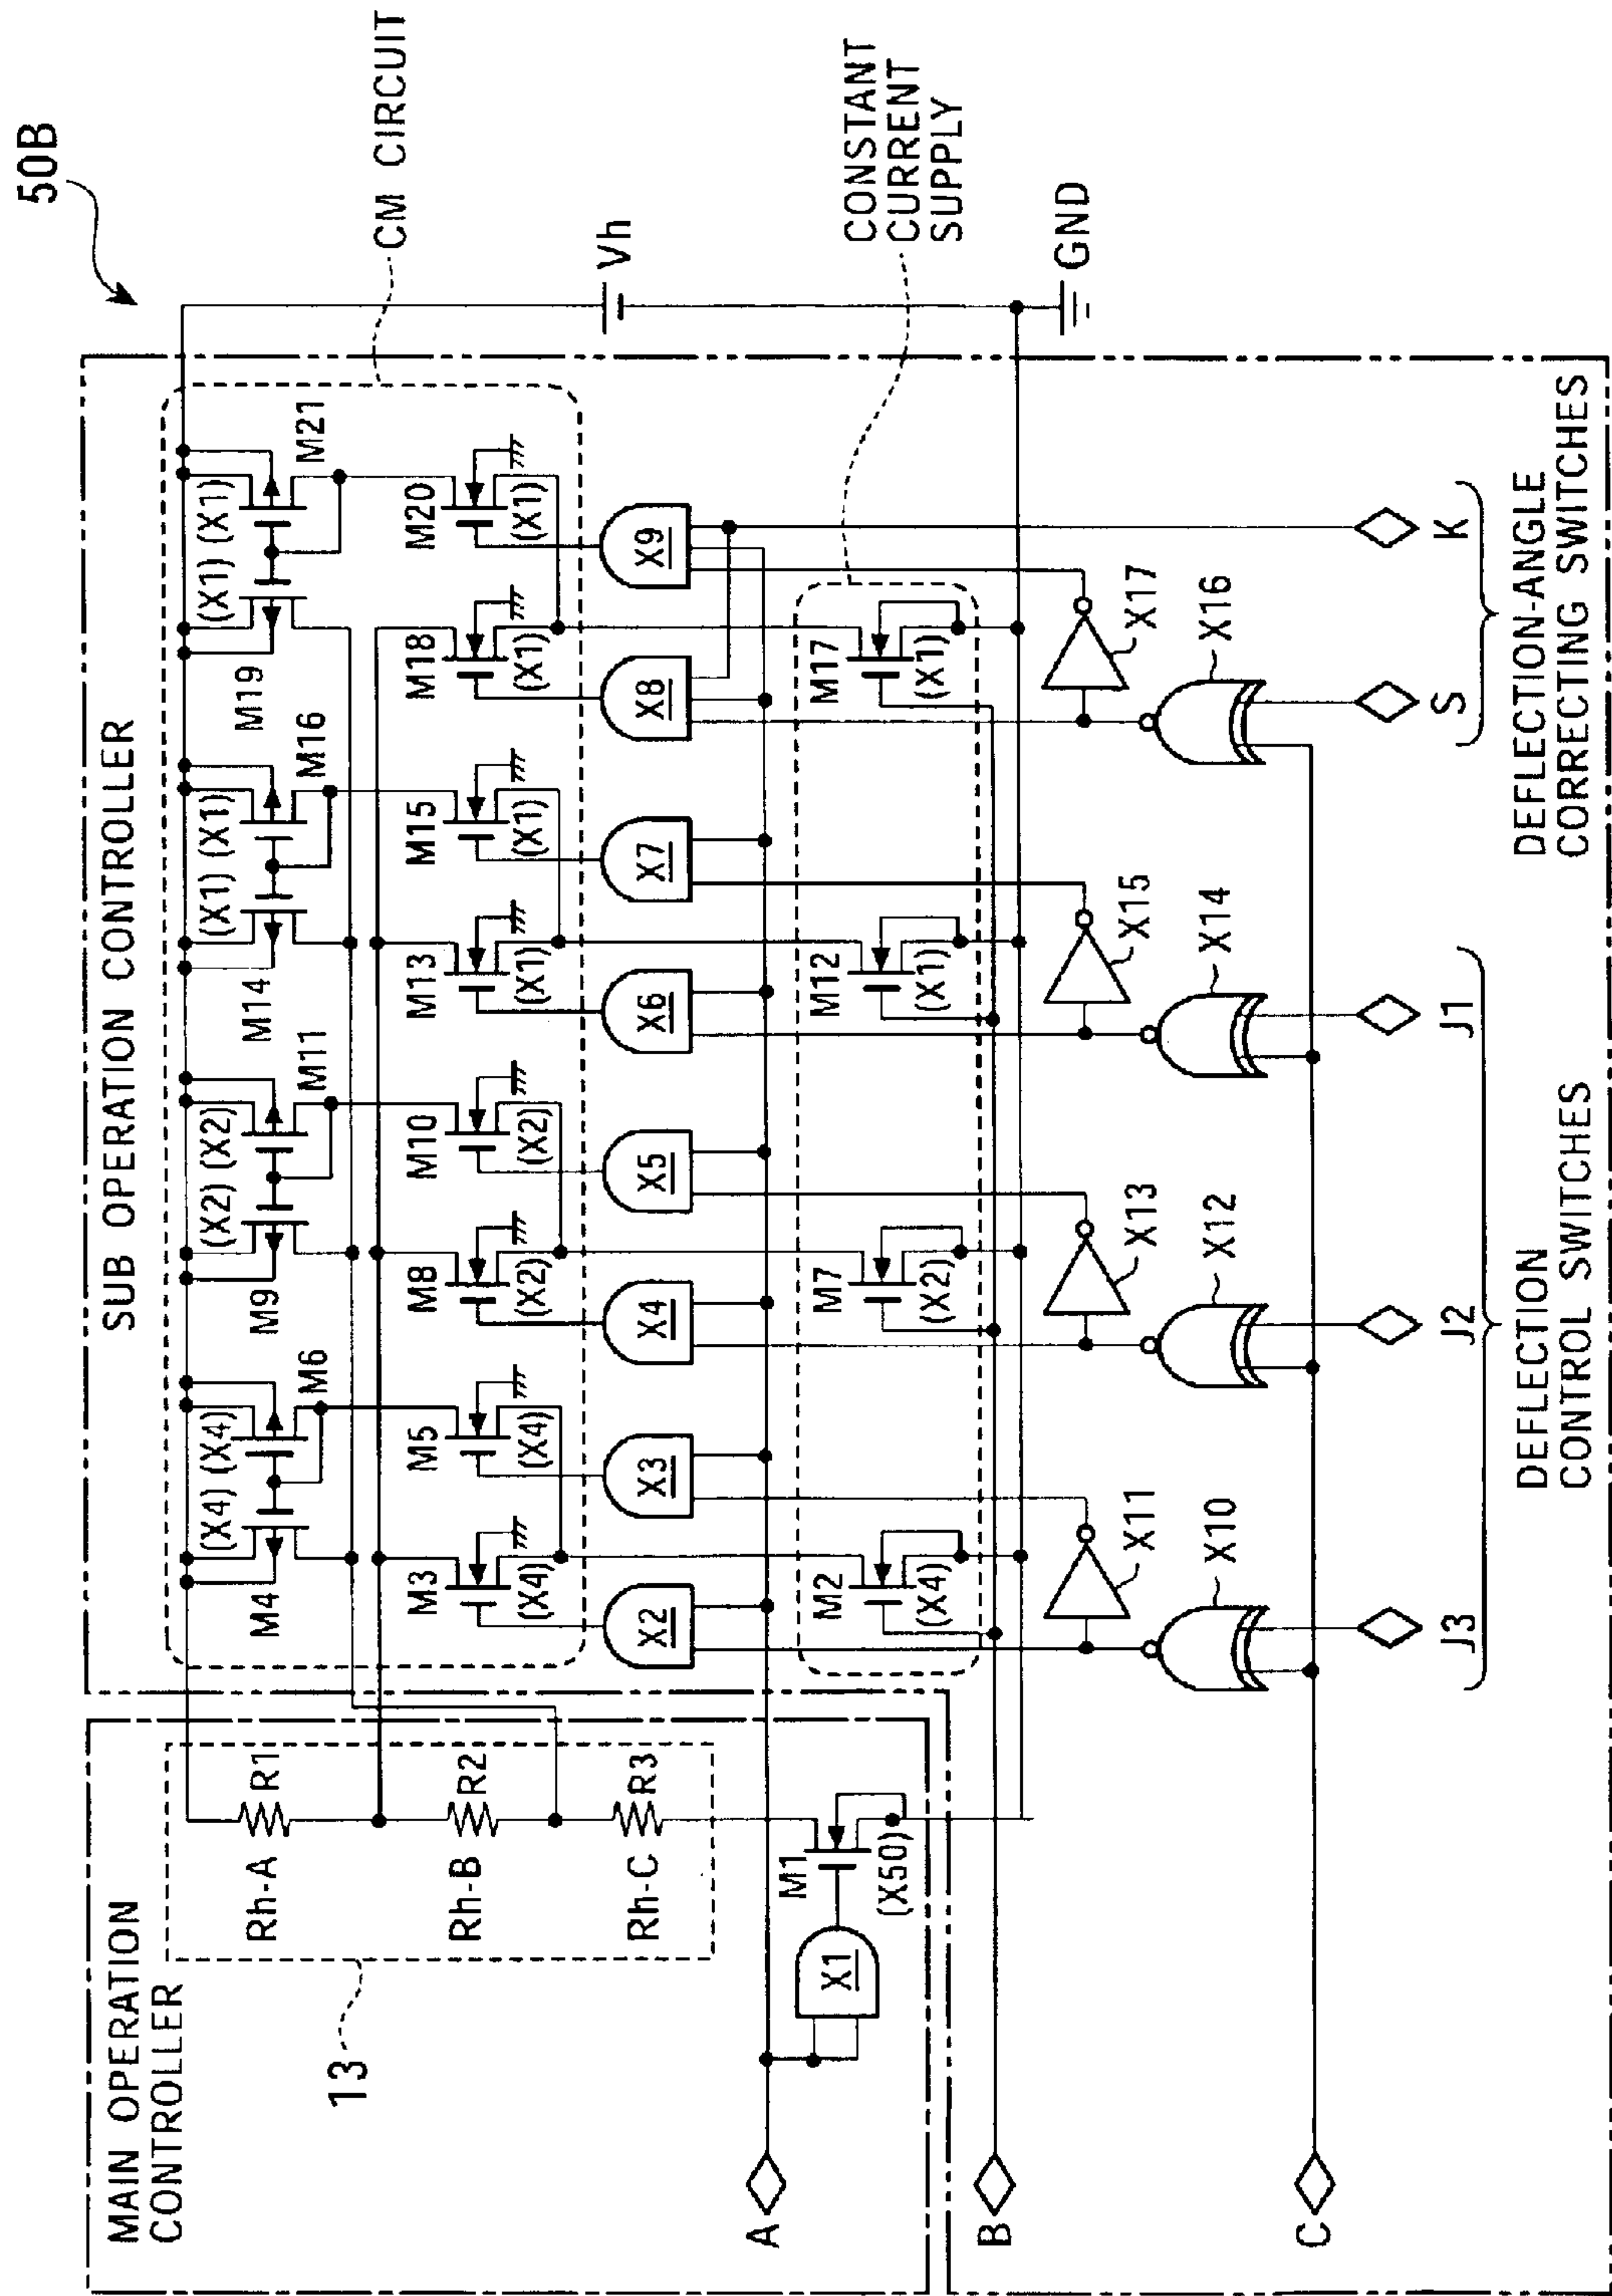 50B
SUB OPERATION CONTROLLER
CM CIRCUIT
MAIN OPERATION
CONTROLLER
Rh-A R1
Rh-B R2
Rh-C R3
13
M4 (X4) (X4) M6
M9 (X2) (X2) M11
M14 (X1) (X1) M16
M19 (X1) (X1) M21
M3 (X4)
M5 (X4)
M8 (X2)
M10 (X2)
M13 (X1)
M15 (X1)
M18 (X1)
M20 (X1)
Vh
X2
X3
X4
X5
X6
X7
X8
X9
A
X1
M1
(X50)
M2 (X4)
M7 (X2)
M12 (X1)
M17 (X1)
CONSTANT
CURRENT
SUPPLY
B
GND
X11
X13
X15
X17
X10
X12
X14
X16
C
J3
J2
J1
S
K
DEFLECTION
CONTROL SWITCHES
DEFLECTION-ANGLE
CORRECTING SWITCHES